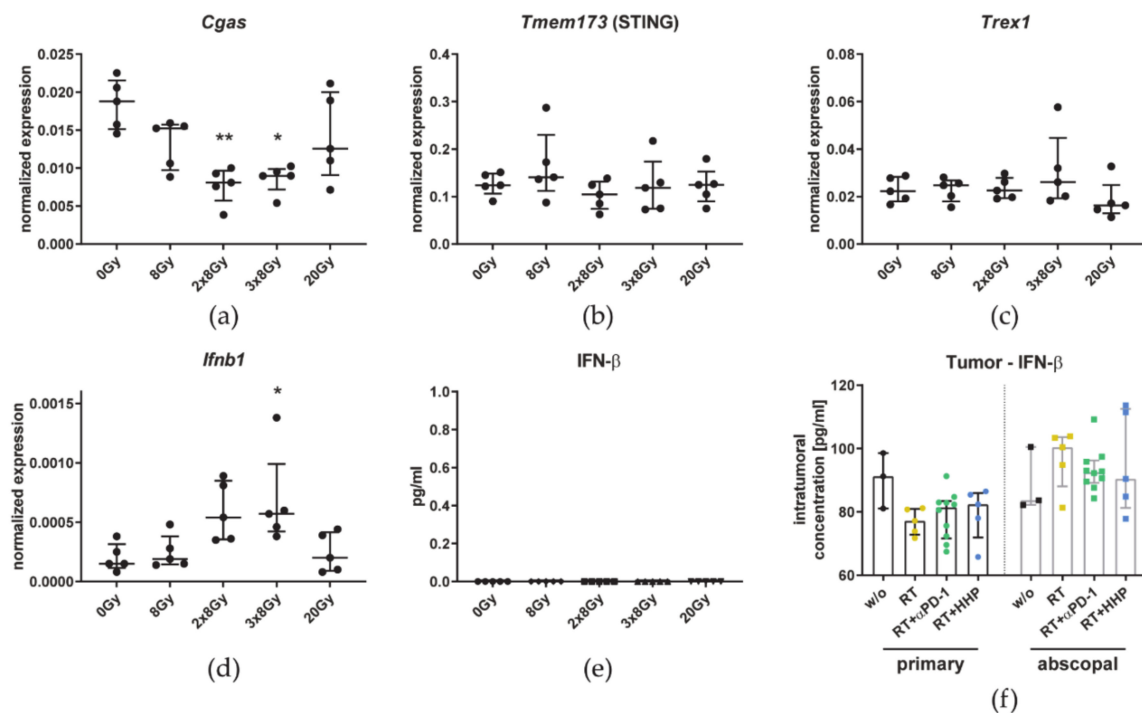 Cgas
normalized expression
0.025
0.020
0.015
0.010
0.005
0.000
**
*
0Gy
8Gy
2x8Gy
3x8Gy
20Gy
(a)
Tmem173 (STING)
normalized expression
0.4
0.3
0.2
0.1
0.0
0Gy
8Gy
2x8Gy
3x8Gy
20Gy
(b)
Trex1
normalized expression
0.08
0.06
0.04
0.02
0.00
0Gy
8Gy
2x8Gy
3x8Gy
20Gy
(c)
Ifnb1
normalized expression
0.0015
0.0010
0.0005
0.0000
*
0Gy
8Gy
2x8Gy
3x8Gy
20Gy
(d)
IFN-β
pg/ml
1.0
0.8
0.6
0.4
0.2
0.0
0Gy
8Gy
2x8Gy
3x8Gy
20Gy
(e)
Tumor - IFN-β
intratumoral
concentration [pg/ml]
120
100
80
60
w/o
RT
RT+αPD-1
RT+HHP
w/o
RT
RT+αPD-1
RT+HHP
primary
abscopal
(f)